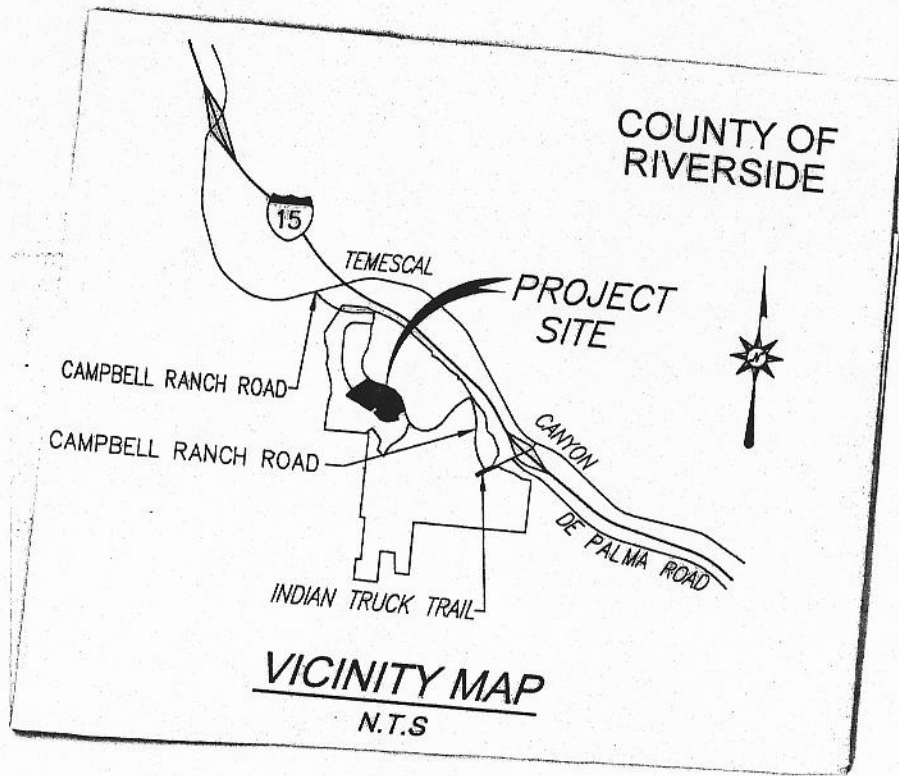 COUNTY OF
RIVERSIDE
15
TEMESCAL
PROJECT
SITE
N
CAMPBELL RANCH ROAD
CAMPBELL RANCH ROAD
CANYON
DE PALMA ROAD
INDIAN TRUCK TRAIL
VICINITY MAP
N.T.S